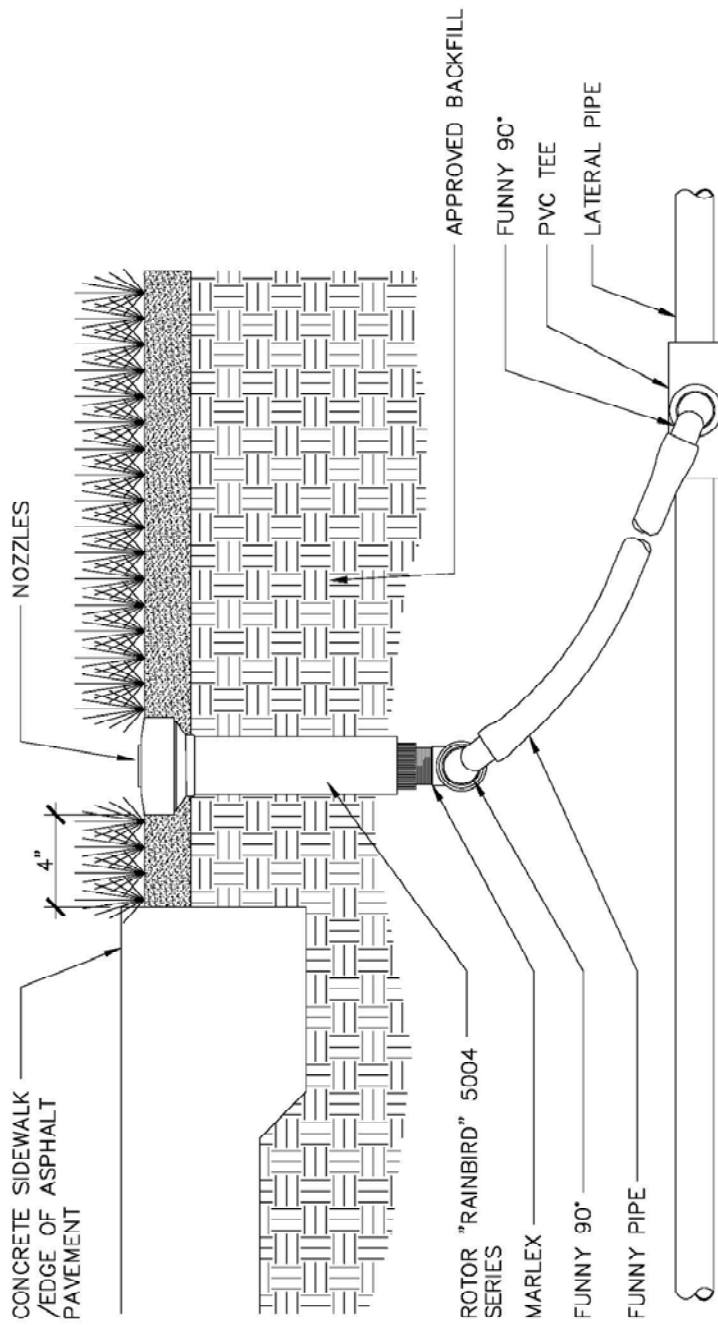 NOZZLES
CONCRETE SIDEWALK
/EDGE OF ASPHALT
PAVEMENT
4"
ROTOR "RAINBIRD" 5004
SERIES
MARLEX
FUNNY 90°
FUNNY PIPE
APPROVED BACKFILL
FUNNY 90°
PVC TEE
LATERAL PIPE